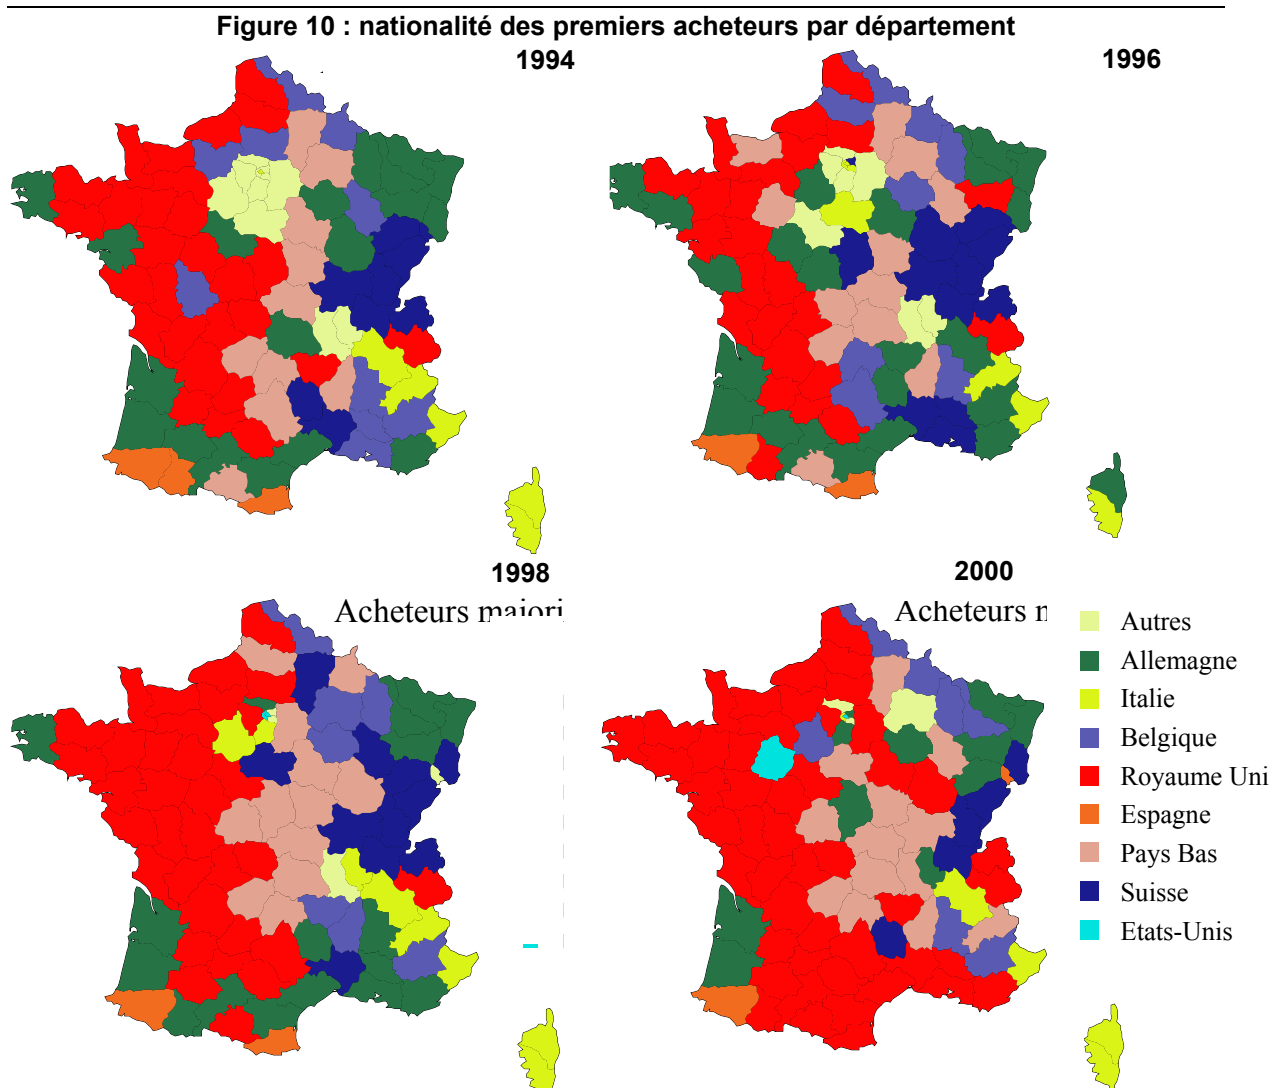 Figure 10 : nationalité des premiers acheteurs par département
1994
1996
1998
2000
Acheteurs majori
Acheteurs n
Autres
Allemagne
Italie
Belgique
Royaume Uni
Espagne
Pays Bas
Suisse
Etats-Unis